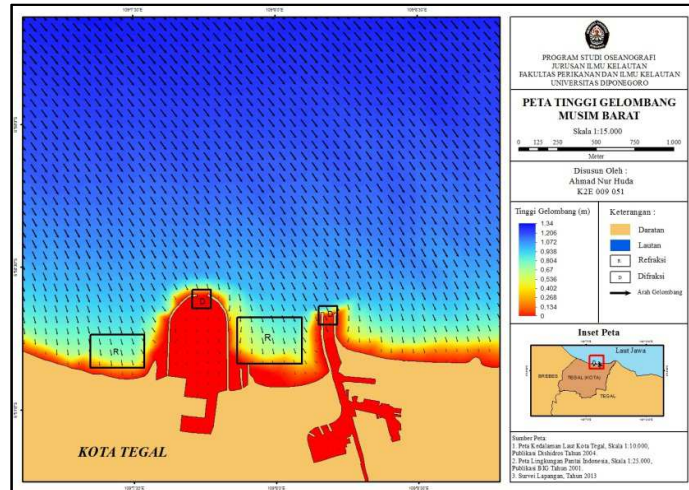 R
D
R
D
KOTA TEGAL
PROGRAM STUDI OSEANOGRAFI
JURUSAN ILMU KELAUTAN
FAKULTAS PERIKANAN DAN ILMU KELAUTAN
UNIVERSITAS DIPONEGORO
PETA TINGGI GELOMBANG
MUSIM BARAT
Skala 1:15.000
0 125 250 500 750 1.000
Meter
Disusun Oleh :
Ahmad Nur Huda
K2E 009 051
Tinggi Gelombang (m)
1.34
1.206
1.072
0.938
0.804
0.67
0.536
0.402
0.268
0.134
0
Keterangan :
Daratan
Lautan
R Refraksi
D Difraksi
Arah Gelombang
Inset Peta
Laut Jawa
BREBES
TEGAL (KOTA)
TEGAL
Sumber Peta:
1. Peta Kedalaman Laut Kota Tegal, Skala 1:10.000,
Publikasi Dishidros Tahun 2004.
2. Peta Lingkungan Pantai Indonesia, Skala 1:25.000,
Publikasi BIG Tahun 2001.
3. Survei Lapangan, Tahun 2013